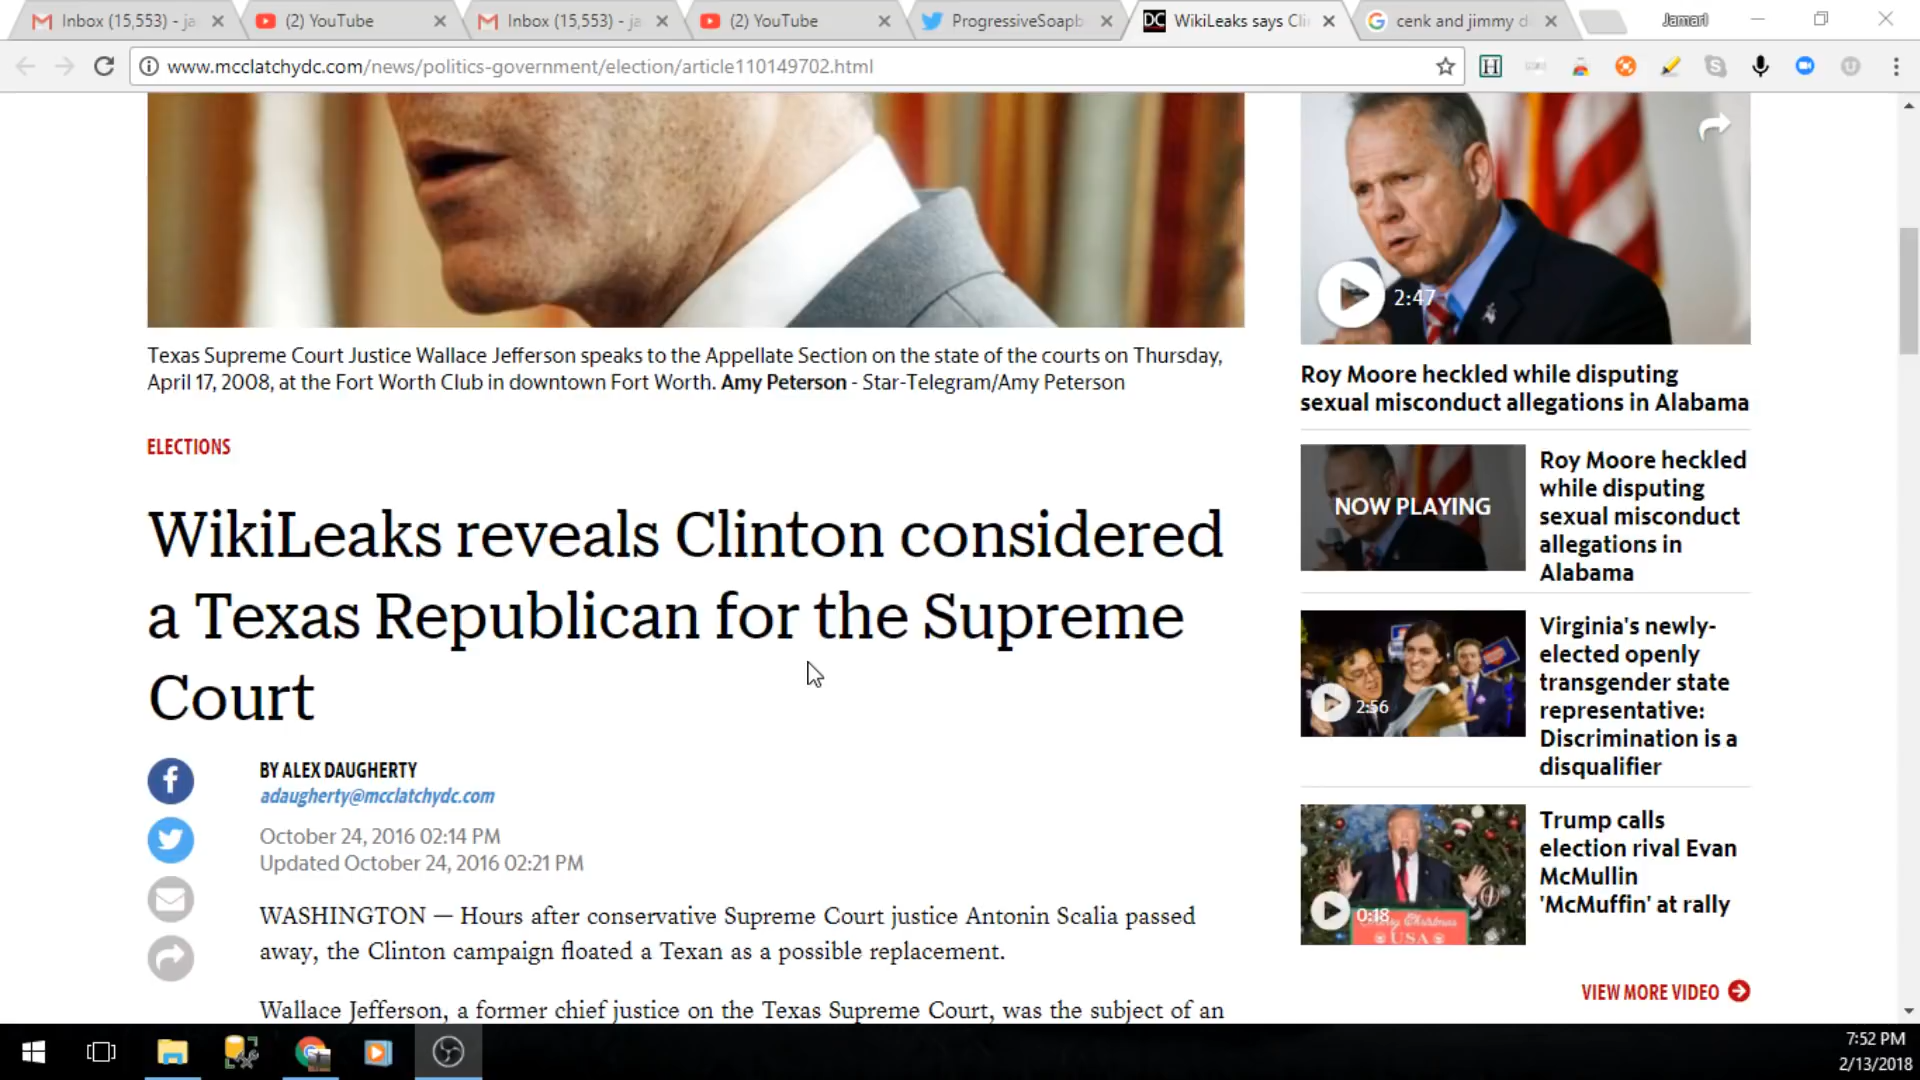 Inbox (15,553) - ja
(2) YouTube
Inbox (15,553) - ja
(2) YouTube
ProgressiveSoapb
WikiLeaks says Cli
cenk and jimmy d
Jamarl
www.mcclatchydc.com/news/politics-government/election/article110149702.html
Texas Supreme Court Justice Wallace Jefferson speaks to the Appellate Section on the state of the courts on Thursday,
April 17, 2008, at the Fort Worth Club in downtown Fort Worth. Amy Peterson - Star-Telegram/Amy Peterson
ELECTIONS
WikiLeaks reveals Clinton considered
a Texas Republican for the Supreme
Court
BY ALEX DAUGHERTY
adaugherty@mcclatchydc.com
October 24, 2016 02:14 PM
Updated October 24, 2016 02:21 PM
WASHINGTON — Hours after conservative Supreme Court justice Antonin Scalia passed
away, the Clinton campaign floated a Texan as a possible replacement.
Wallace Jefferson, a former chief justice on the Texas Supreme Court, was the subject of an
2:47
Roy Moore heckled while disputing
sexual misconduct allegations in Alabama
NOW PLAYING
Roy Moore heckled
while disputing
sexual misconduct
allegations in
Alabama
2:56
Virginia's newly-
elected openly
transgender state
representative:
Discrimination is a
disqualifier
0:18
USA
Trump calls
election rival Evan
McMullin
'McMuffin' at rally
VIEW MORE VIDEO
7:52 PM
2/13/2018